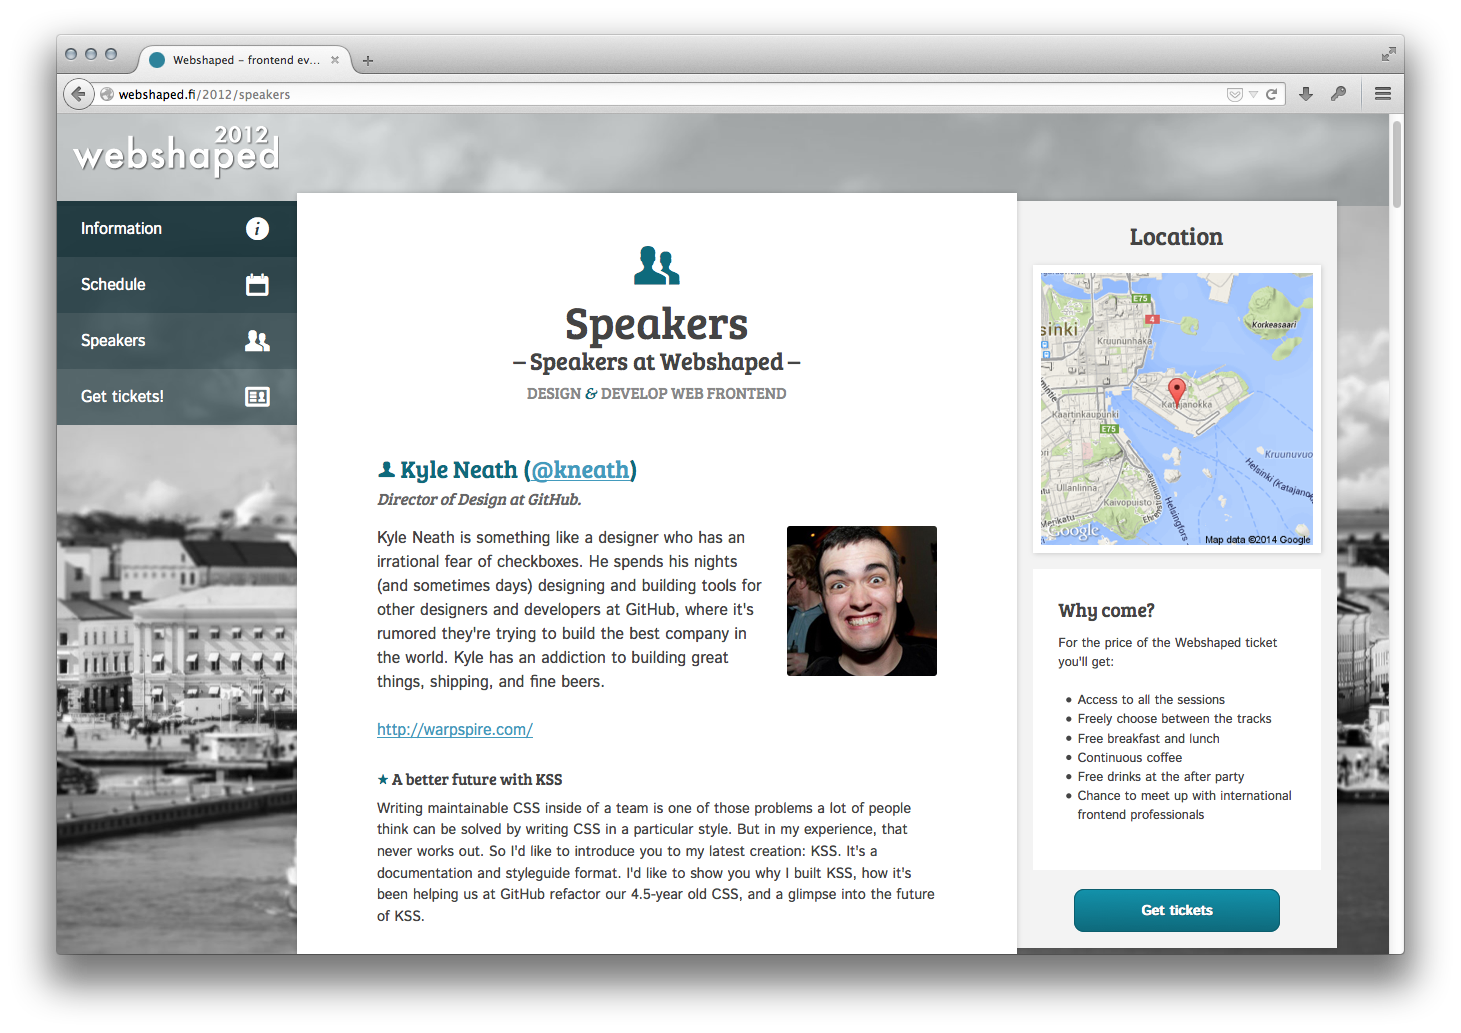 Webshaped – frontend ev...
webshaped.fi/2012/speakers
2012
webshaped
Information
Schedule
Speakers
Get tickets!
Speakers
– Speakers at Webshaped –
DESIGN & DEVELOP WEB FRONTEND
Kyle Neath (@kneath)
Director of Design at GitHub.
Kyle Neath is something like a designer who has an
irrational fear of checkboxes. He spends his nights
(and sometimes days) designing and building tools for
other designers and developers at GitHub, where it's
rumored they're trying to build the best company in
the world. Kyle has an addiction to building great
things, shipping, and fine beers.
http://warpspire.com/
★ A better future with KSS
Writing maintainable CSS inside of a team is one of those problems a lot of people
think can be solved by writing CSS in a particular style. But in my experience, that
never works out. So I'd like to introduce you to my latest creation: KSS. It's a
documentation and styleguide format. I'd like to show you why I built KSS, how it's
been helping us at GitHub refactor our 4.5-year old CSS, and a glimpse into the future
of KSS.
Location
E75
4
sinki
Kruununhaka
Korkeasaari
Katajanokka
Kaartinkaupunki
E75
Kruunuvuo
Helsinki (Katajano
Ullanlinna
Kaivopuisto
Merikatu
Ehrenströmintie
Helsingfors
Google
Map data ©2014 Google
Why come?
For the price of the Webshaped ticket
you'll get:
• Access to all the sessions
• Freely choose between the tracks
• Free breakfast and lunch
• Continuous coffee
• Free drinks at the after party
• Chance to meet up with international
frontend professionals
Get tickets